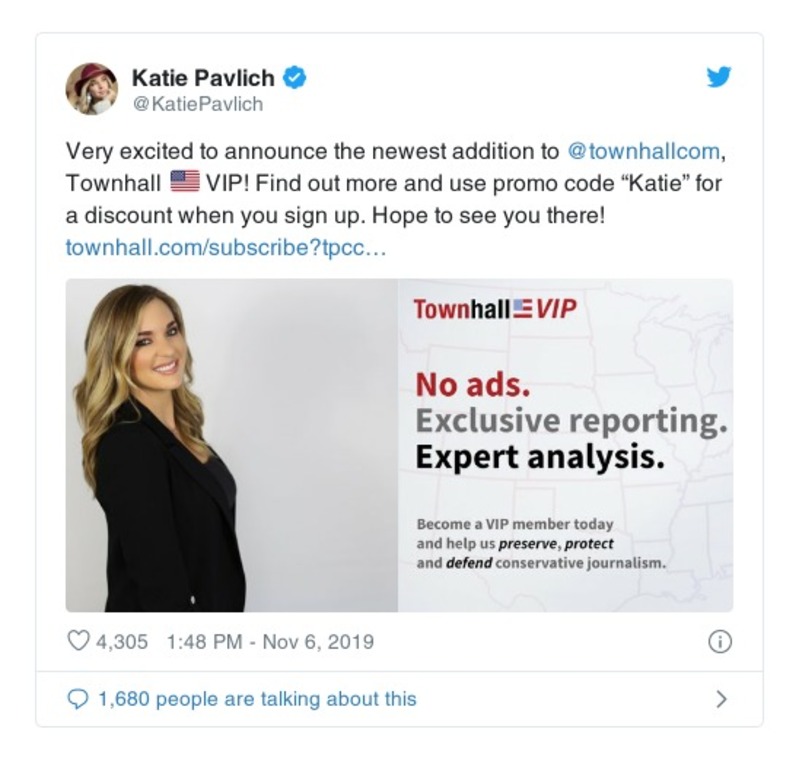 Katie Pavlich
@KatiePavlich
Very excited to announce the newest addition to @townhallcom,
Townhall 🇺🇸 VIP! Find out more and use promo code “Katie” for
a discount when you sign up. Hope to see you there!
townhall.com/subscribe?tpcc…
Townhall VIP
No ads.
Exclusive reporting.
Expert analysis.
Become a VIP member today
and help us preserve, protect
and defend conservative journalism.
4,305 1:48 PM - Nov 6, 2019
1,680 people are talking about this